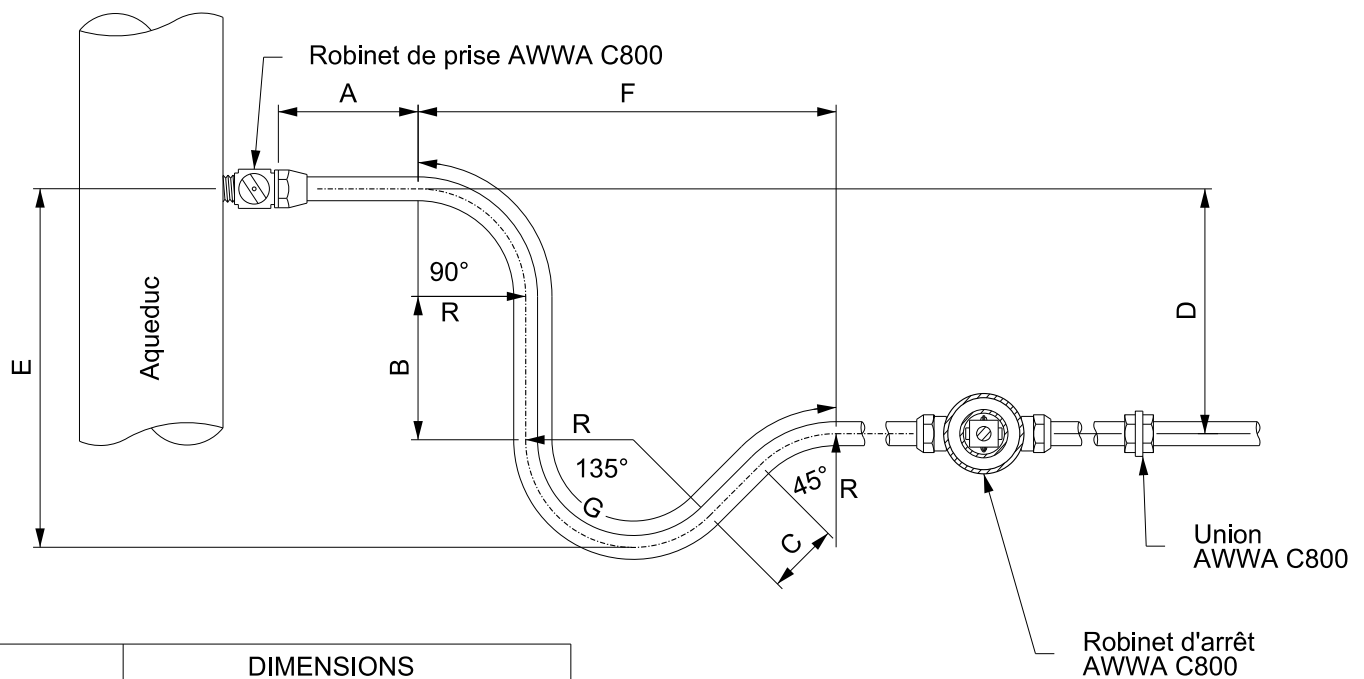 Robinet de prise AWWA C800
A
F
Aqueduc
90°
R
B
E
D
R
135°
G
45°
R
C
Union
AWWA C800
Robinet d'arrêt
AWWA C800
DIMENSIONS